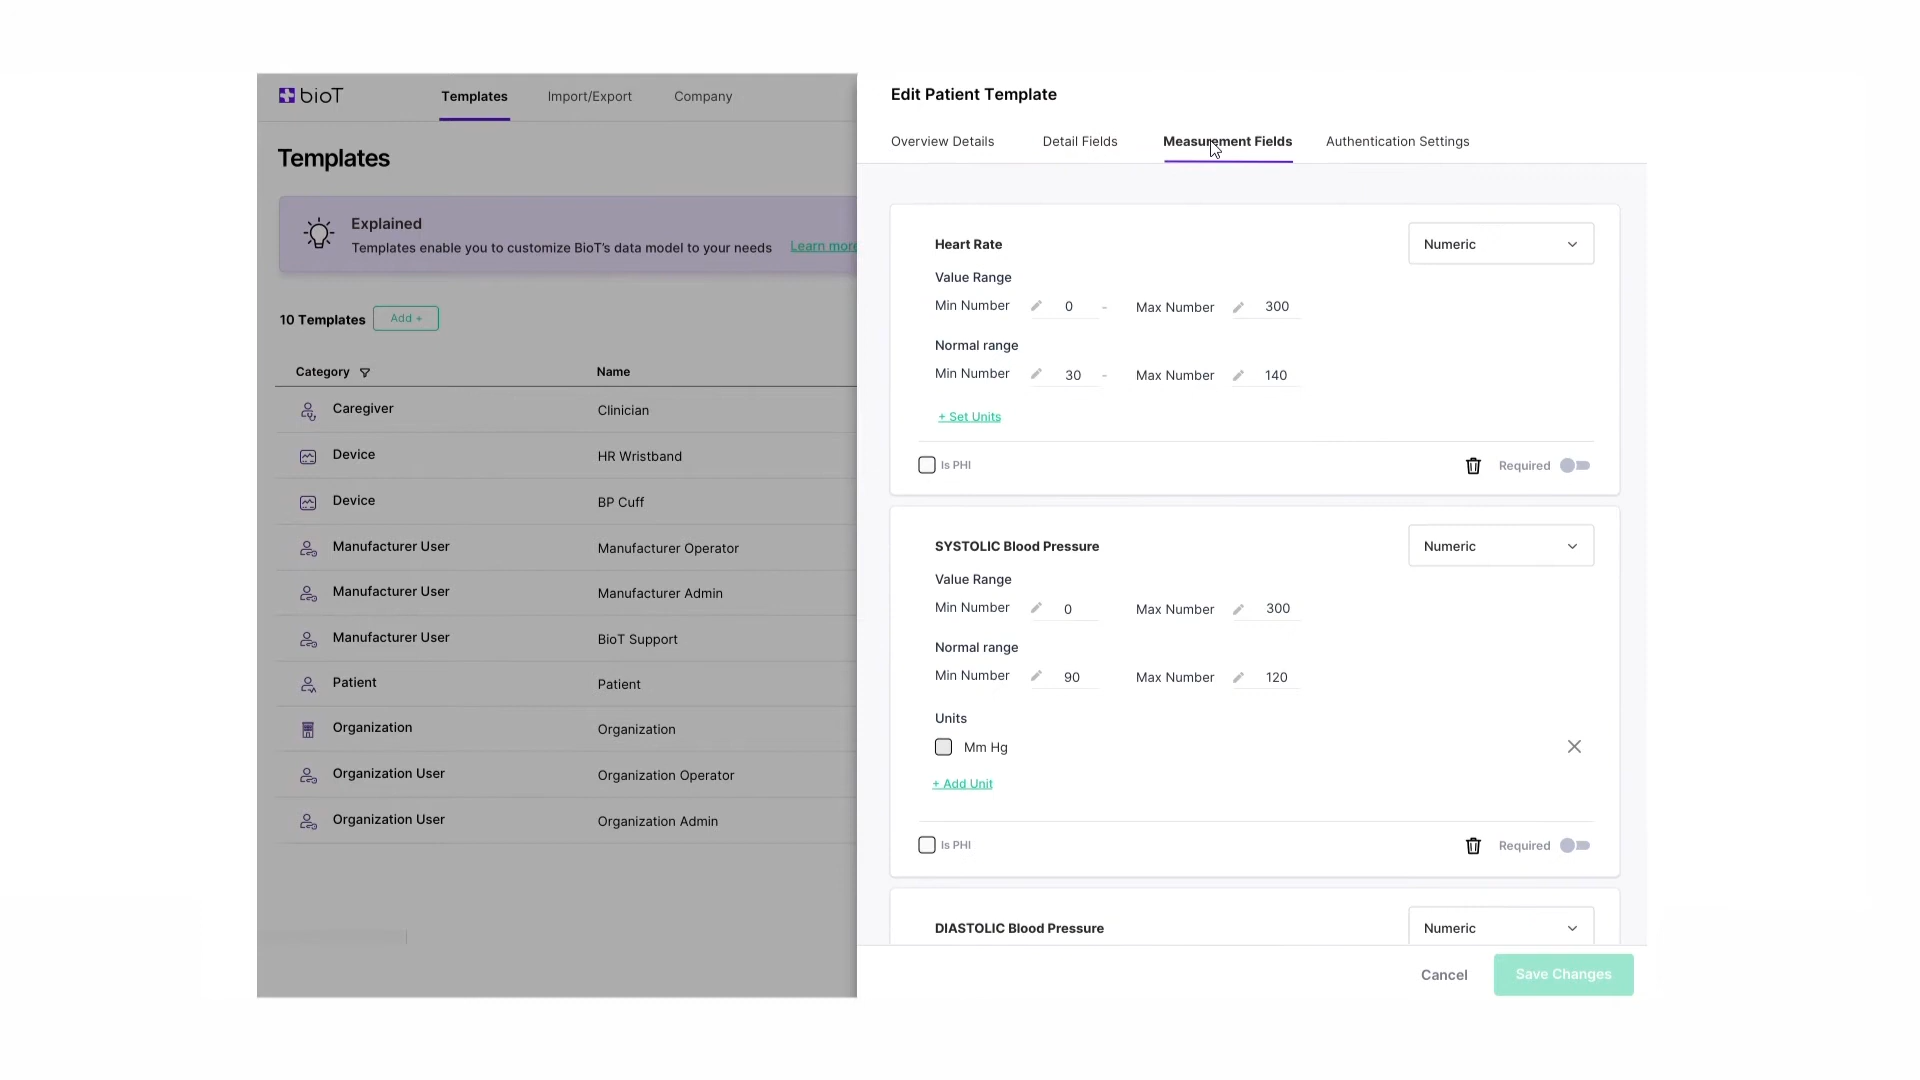 bioT
Templates Import/Export Company
Templates
Explained
Templates enable you to customize BioT's data model to your needs Learn more
10 Templates Add +
Category Name
Caregiver Clinician
Device HR Wristband
Device BP Cuff
Manufacturer User Manufacturer Operator
Manufacturer User Manufacturer Admin
Manufacturer User BioT Support
Patient Patient
Organization Organization
Organization User Organization Operator
Organization User Organization Admin
Edit Patient Template
Overview Details Detail Fields Measurement Fields Authentication Settings
Heart Rate Numeric
Value Range
Min Number 0 - Max Number 300
Normal range
Min Number 30 - Max Number 140
+ Set Units
Is PHI Required
SYSTOLIC Blood Pressure Numeric
Value Range
Min Number 0 Max Number 300
Normal range
Min Number 90 Max Number 120
Units
Mm Hg
+ Add Unit
Is PHI Required
DIASTOLIC Blood Pressure Numeric
Cancel Save Changes